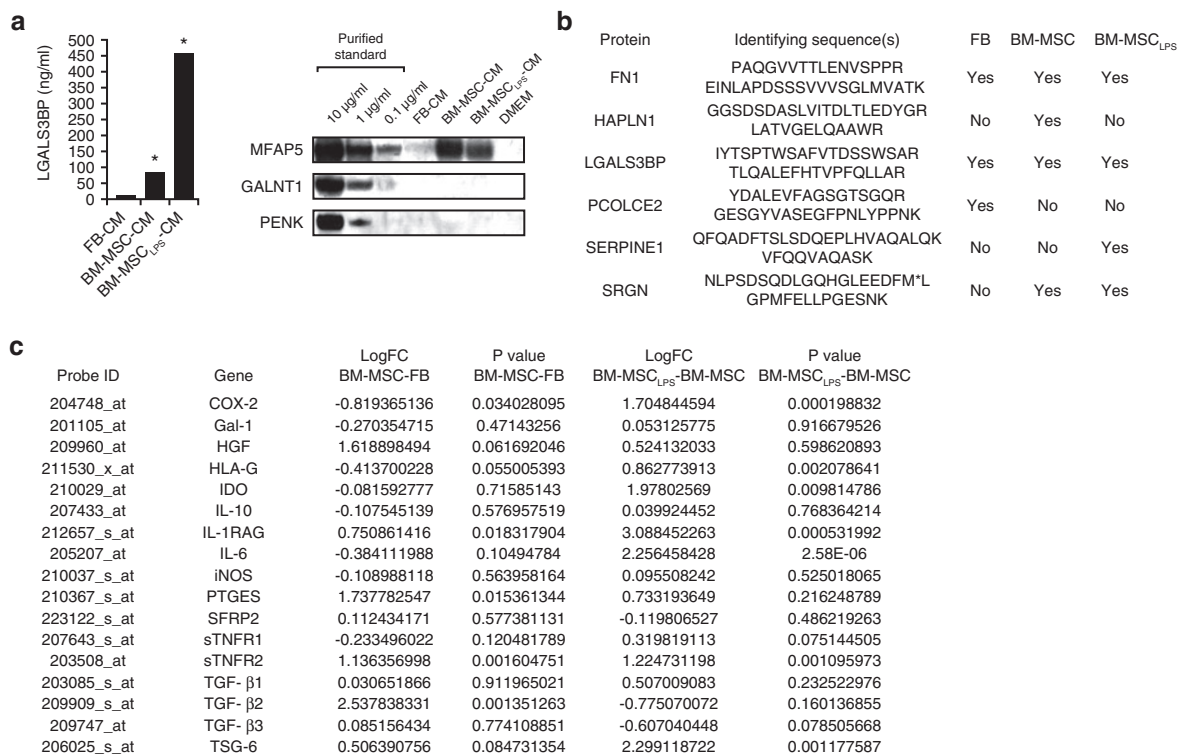 a
LGALS3BP (ng/ml)
500
450
400
350
300
250
200
150
100
50
0
*
*
FB-CM
BM-MSC-CM
BM-MSC_LPS-CM
Purified
standard
10 µg/ml
1 µg/ml
0.1 µg/ml
FB-CM
BM-MSC-CM
BM-MSC_LPS-CM
DMEM
MFAP5
GALNT1
PENK
b
Protein Identifying sequence(s) FB BM-MSC BM-MSC_LPS
PAQGVVTTLENVSPPR
FN1 Yes Yes Yes
EINLAPDSSSVVVSGLMVATK
GGSDSDASLVITDLTLEDYGR
HAPLN1 No Yes No
LATVGELQAAWR
IYTSPTWSAFVTDSSWSAR
LGALS3BP Yes Yes Yes
TLQALEFHTVPFQLLAR
YDALEVFAGSGTSGQR
PCOLCE2 Yes No No
GESGYVASEGFPNLYPPNK
QFQADFTSLSDQEPLHVAQALQK
SERPINE1 No No Yes
VFQQVAQASK
NLPSDSQDLGQHGLEEDFM*L
SRGN No Yes Yes
GPMFELLPGESNK
c
LogFC P value LogFC P value
Probe ID Gene BM-MSC-FB BM-MSC-FB BM-MSC_LPS-BM-MSC BM-MSC_LPS-BM-MSC
204748_at COX-2 -0.819365136 0.034028095 1.704844594 0.000198832
201105_at Gal-1 -0.270354715 0.47143256 0.053125775 0.916679526
209960_at HGF 1.618898494 0.061692046 0.524132033 0.598620893
211530_x_at HLA-G -0.413700228 0.055005393 0.862773913 0.002078641
210029_at IDO -0.081592777 0.71585143 1.97802569 0.009814786
207433_at IL-10 -0.107545139 0.576957519 0.039924452 0.768364214
212657_s_at IL-1RAG 0.750861416 0.018317904 3.088452263 0.000531992
205207_at IL-6 -0.384111988 0.10494784 2.256458428 2.58E-06
210037_s_at iNOS -0.108988118 0.563958164 0.095508242 0.525018065
210367_s_at PTGES 1.737782547 0.015361344 0.733193649 0.216248789
223122_s_at SFRP2 0.112434171 0.577381131 -0.119806527 0.486219263
207643_s_at sTNFR1 -0.233496022 0.120481789 0.319819113 0.075144505
203508_at sTNFR2 1.136356998 0.001604751 1.224731198 0.001095973
203085_s_at TGF- β1 0.030651866 0.911965021 0.507009083 0.232522976
209909_s_at TGF- β2 2.537838331 0.001351263 -0.775070072 0.160136855
209747_at TGF- β3 0.085156434 0.774108851 -0.607040448 0.078505668
206025_s_at TSG-6 0.506390756 0.084731354 2.299118722 0.001177587